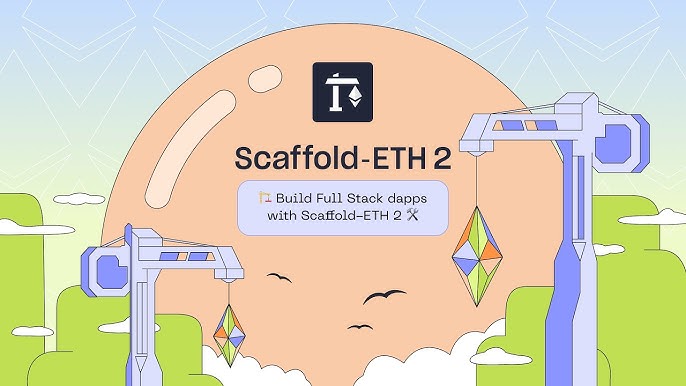 Scaffold-ETH 2
🏗️ Build Full Stack dapps
with Scaffold-ETH 2 🛠️